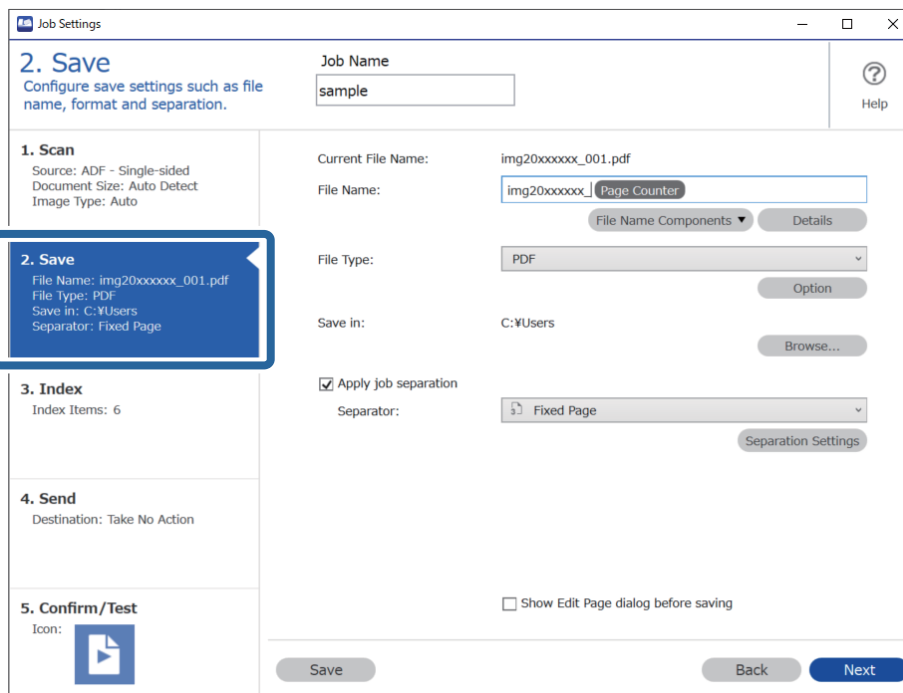 Job Settings
2. Save
Configure save settings such as file
name, format and separation.
Job Name
sample
Help
1. Scan
Source: ADF - Single-sided
Document Size: Auto Detect
Image Type: Auto
2. Save
File Name: img20xxxxxx_001.pdf
File Type: PDF
Save in: C:¥Users
Separator: Fixed Page
3. Index
Index Items: 6
4. Send
Destination: Take No Action
5. Confirm/Test
Icon:
Current File Name: img20xxxxxx_001.pdf
File Name: img20xxxxxx_ Page Counter
File Name Components Details
File Type: PDF
Option
Save in: C:¥Users
Browse...
Apply job separation
Separator: 3 Fixed Page
Separation Settings
Show Edit Page dialog before saving
Save Back Next